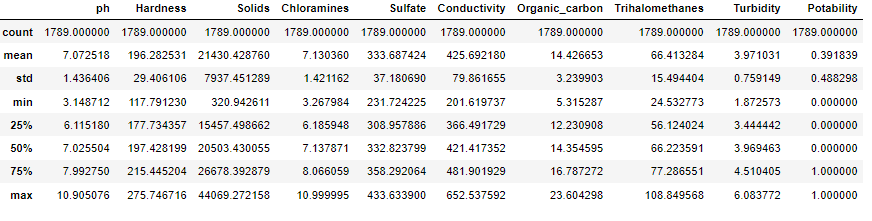 ph Hardness Solids Chloramines Sulfate Conductivity Organic_carbon Trihalomethanes Turbidity Potability
count 1789.000000 1789.000000 1789.000000 1789.000000 1789.000000 1789.000000 1789.000000 1789.000000 1789.000000 1789.000000
mean 7.072518 196.282531 21430.428760 7.130360 333.687424 425.692180 14.426653 66.413284 3.971031 0.391839
std 1.436406 29.406106 7937.451289 1.421162 37.180690 79.861655 3.239903 15.494404 0.759149 0.488298
min 3.148712 117.791230 320.942611 3.267984 231.724225 201.619737 5.315287 24.532773 1.872573 0.000000
25% 6.115180 177.734357 15457.498662 6.185948 308.957886 366.491729 12.230908 56.124024 3.444442 0.000000
50% 7.025504 197.428199 20503.430055 7.137871 332.823799 421.417352 14.354595 66.223591 3.969463 0.000000
75% 7.992750 215.445204 26678.392879 8.066059 358.292064 481.901929 16.787272 77.286551 4.510405 1.000000
max 10.905076 275.746716 44069.272158 10.999995 433.633900 652.537592 23.604298 108.849568 6.083772 1.000000